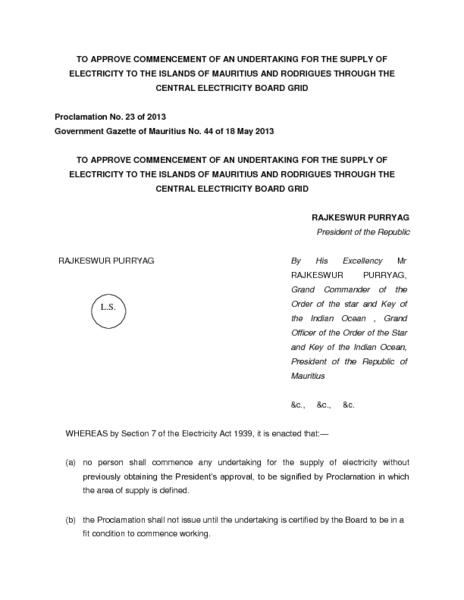 TO APPROVE COMMENCEMENT OF AN UNDERTAKING FOR THE SUPPLY OF
ELECTRICITY TO THE ISLANDS OF MAURITIUS AND RODRIGUES THROUGH THE
CENTRAL ELECTRICITY BOARD GRID
Proclamation No. 23 of 2013
Government Gazette of Mauritius No. 44 of 18 May 2013
TO APPROVE COMMENCEMENT OF AN UNDERTAKING FOR THE SUPPLY OF
ELECTRICITY TO THE ISLANDS OF MAURITIUS AND RODRIGUES THROUGH THE
CENTRAL ELECTRICITY BOARD GRID
RAJKESWUR PURRYAG
President of the Republic
RAJKESWUR PURRYAG
L.S.
By His Excellency Mr
RAJKESWUR PURRYAG,
Grand Commander of the
Order of the star and Key of
the Indian Ocean , Grand
Officer of the Order of the Star
and Key of the Indian Ocean,
President of the Republic of
Mauritius
&c., &c., &c.
WHEREAS by Section 7 of the Electricity Act 1939, it is enacted that:—
(a) no person shall commence any undertaking for the supply of electricity without
previously obtaining the President's approval, to be signified by Proclamation in which
the area of supply is defined.
(b) the Proclamation shall not issue until the undertaking is certified by the Board to be in a
fit condition to commence working.